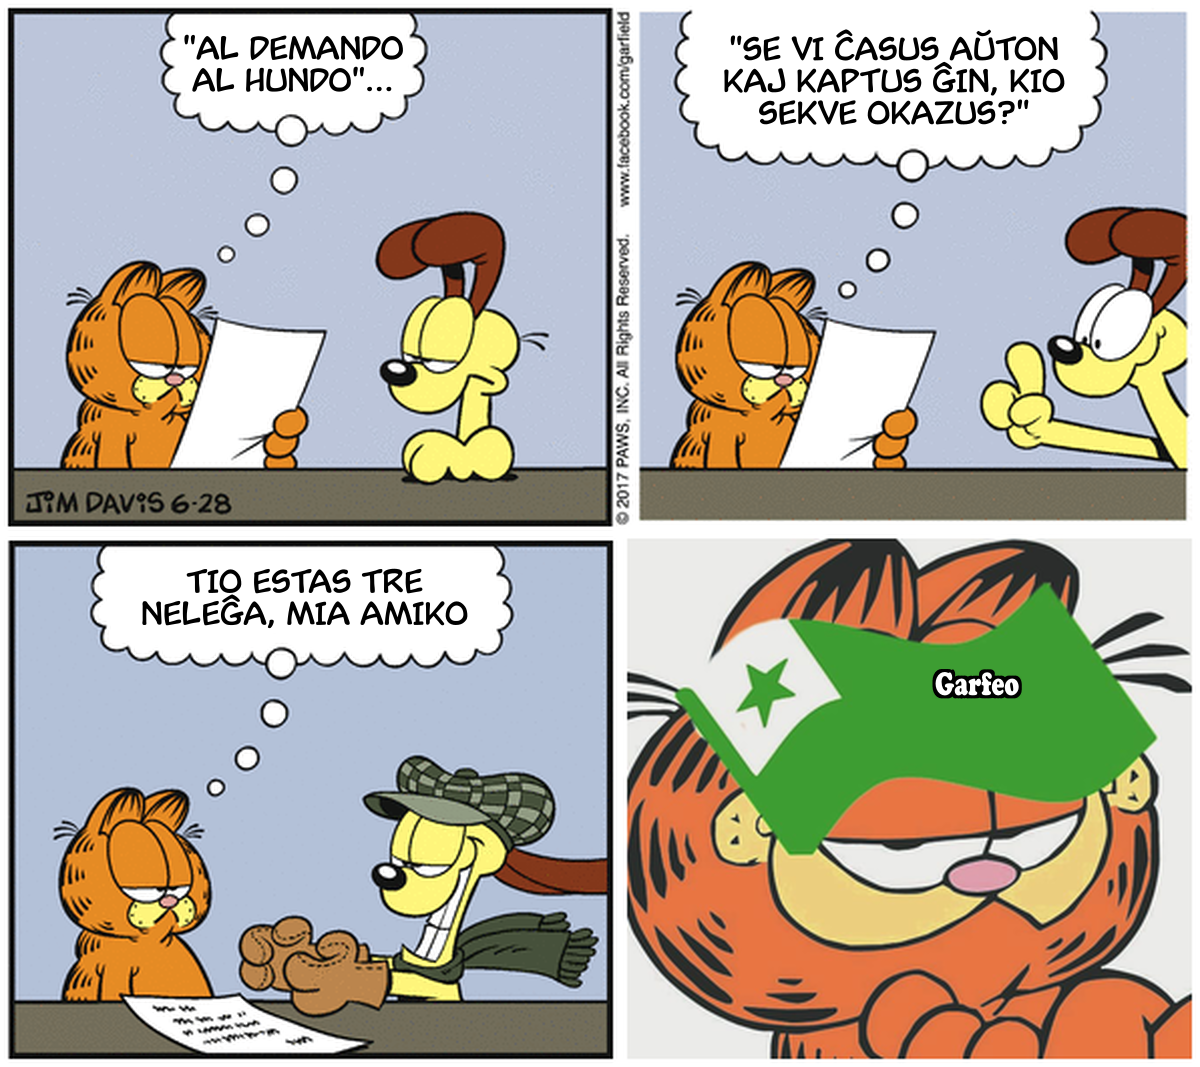 "AL DEMANDO
AL HUNDO"...
"SE VI ĈASUS AŬTON
KAJ KAPTUS ĜIN, KIO
SEKVE OKAZUS?"
JIM DAVIS 6-28
© 2017 PAWS, INC. All Rights Reserved. www.facebook.com/garfield
TIO ESTAS TRE
NELEĜA, MIA AMIKO
Garfeo